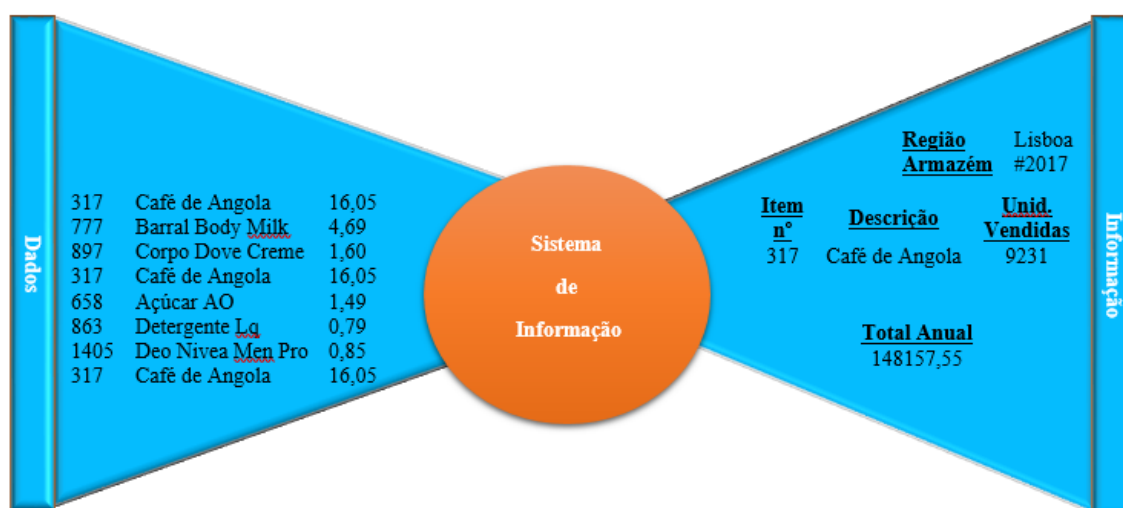 Dados
317 Café de Angola 16,05
777 Barral Body Milk 4,69
897 Corpo Dove Creme 1,60
317 Café de Angola 16,05
658 Açúcar AO 1,49
863 Detergente Lq 0,79
1405 Deo Nivea Men Pro 0,85
317 Café de Angola 16,05
Sistema
de
Informação
Região Lisboa
Armazém #2017
Item nº Descrição Unid. Vendidas
317 Café de Angola 9231
Total Anual
148157,55
Informação